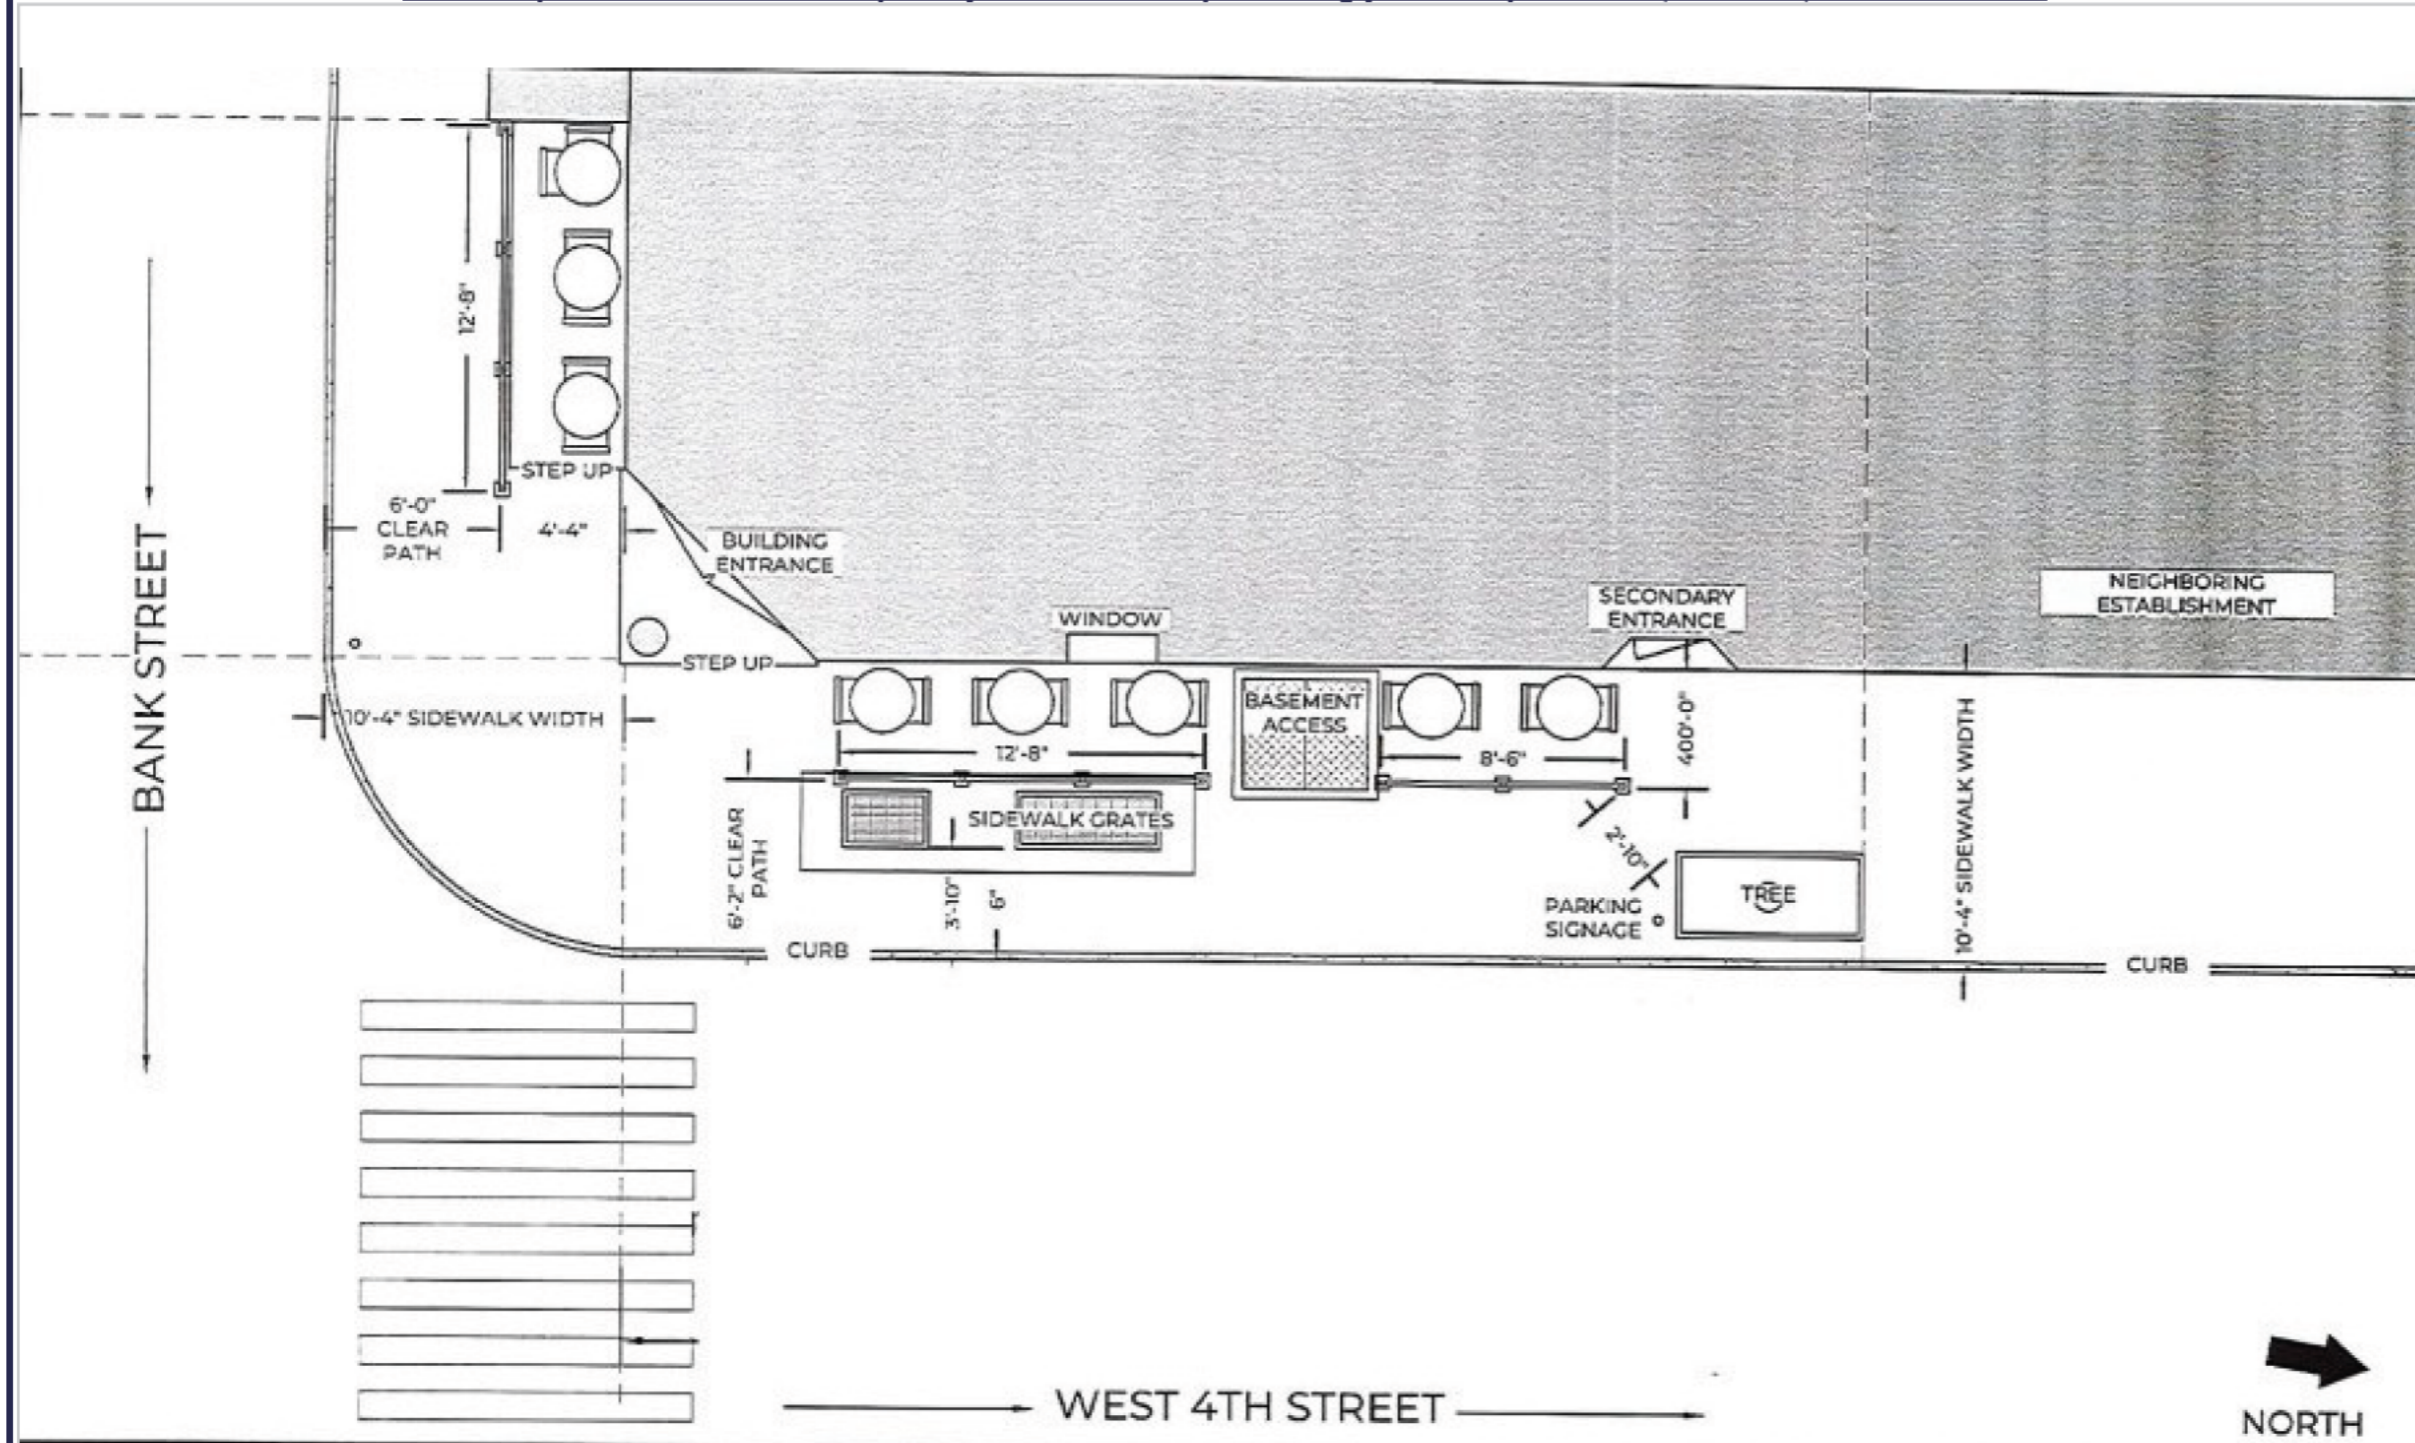 12'-8"
STEP UP
6'-0"
CLEAR
PATH
4'-4"
BUILDING
ENTRANCE
BANK STREET
WINDOW
SECONDARY
ENTRANCE
NEIGHBORING
ESTABLISHMENT
STEP UP
10'-4" SIDEWALK WIDTH
BASEMENT
ACCESS
12'-8"
8'-6"
400'-0"
10'-4" SIDEWALK WIDTH
SIDEWALK GRATES
6'-2" CLEAR
PATH
3'-10"
6"
2'-10"
TREE
PARKING
SIGNAGE
CURB
CURB
WEST 4TH STREET
NORTH